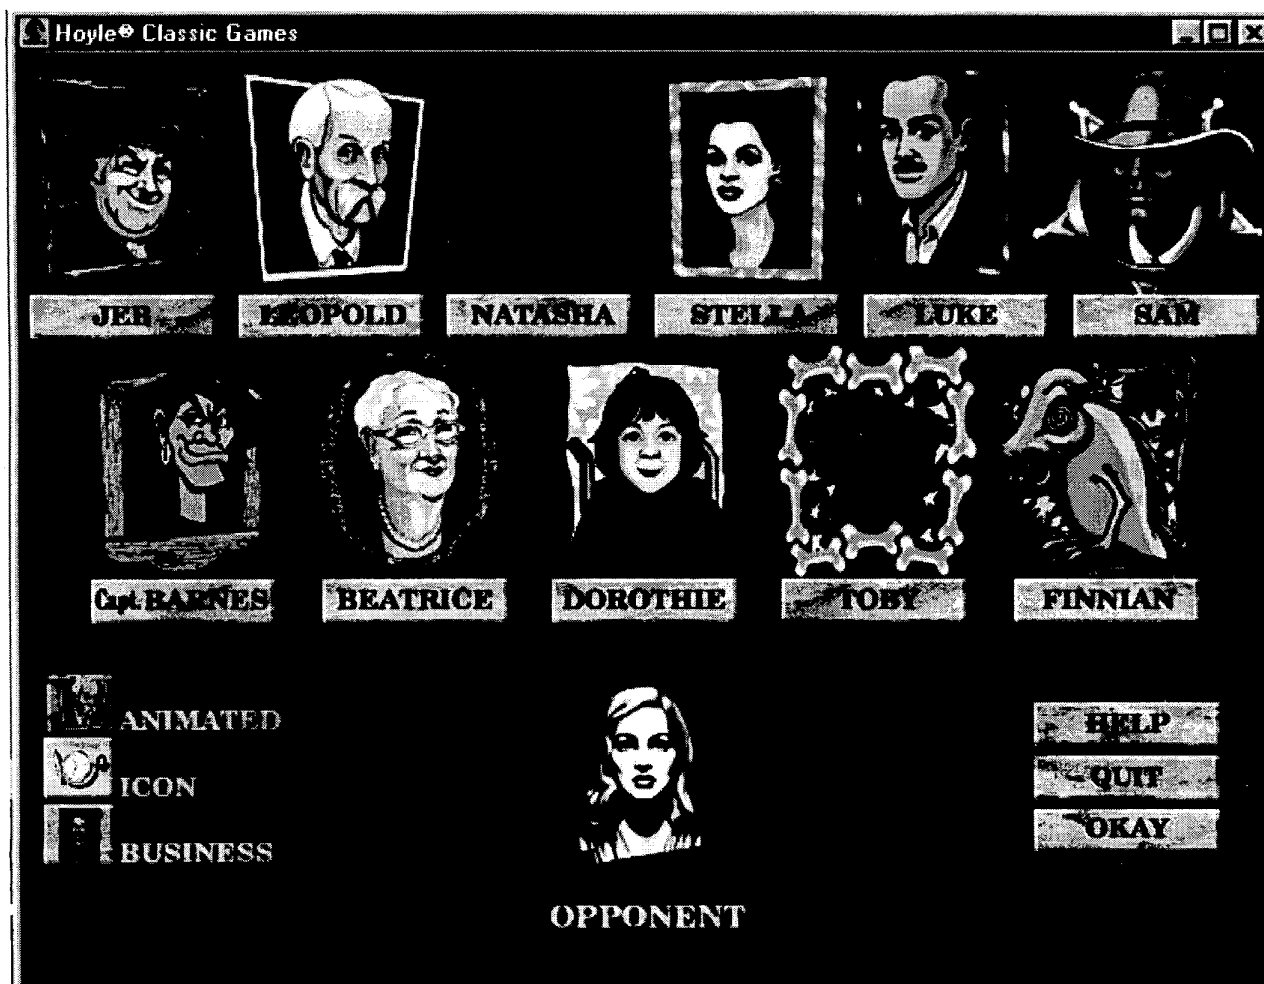 Hoyle® Classic Games
JEB LEOPOLD NATASHA STELLA LUKE SAM
Capt. BARNES BEATRICE DOROTHIE TOBY FINNIAN
ANIMATED
ICON
BUSINESS
HELP
QUIT
OKAY
OPPONENT